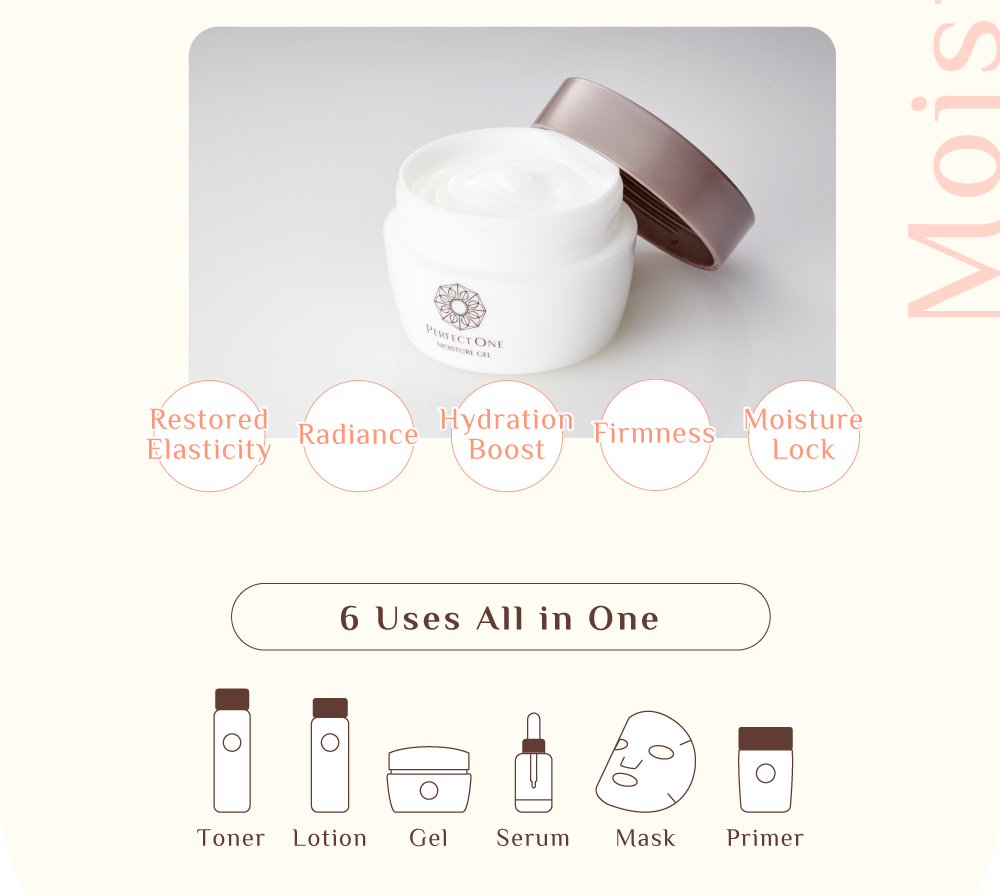 Mois
PERFECT ONE
MOISTURE GEL
Restored
Elasticity
Radiance
Hydration
Boost
Firmness
Moisture
Lock
6 Uses All in One
Toner
Lotion
Gel
Serum
Mask
Primer